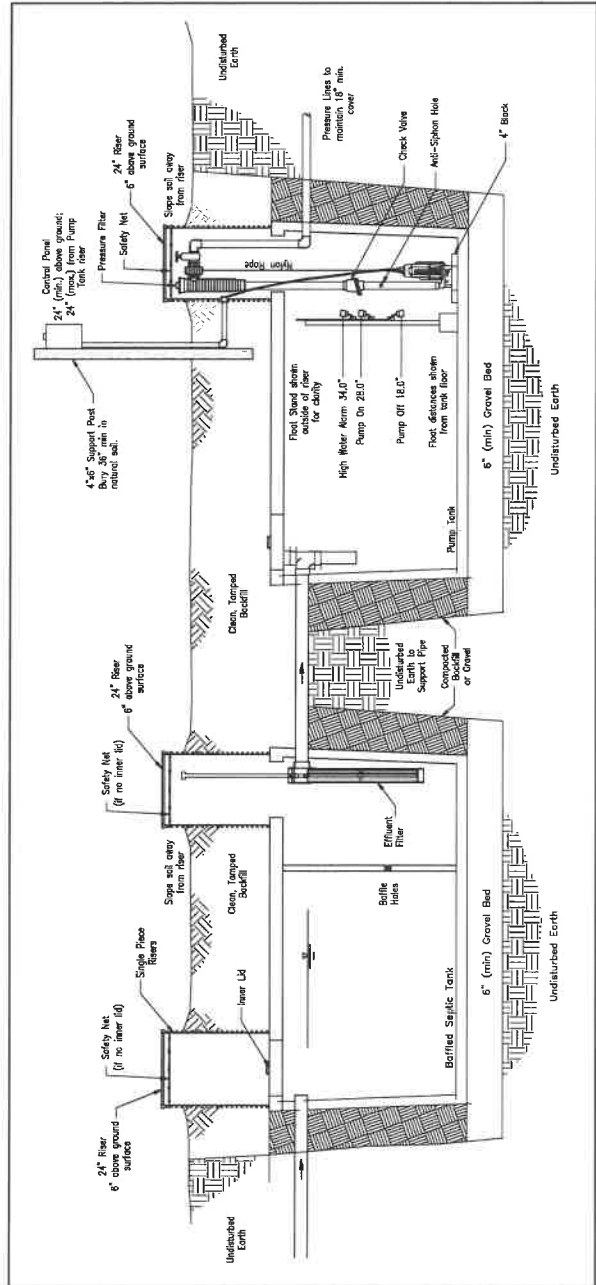 Undisturbed
Earth
24" Riser
6" above ground
surface
Safety Net
(if no inner lid)
Single Piece
Risers
Inner Lid
Clean, Tamped
Backfill
Slope soil away
from riser
Safety Net
(if no inner lid)
24" Riser
6" above ground
surface
Baffle
Holes
Effluent
Filter
Baffled Septic Tank
6" (min) Gravel Bed
Undisturbed Earth
Clean, Tamped
Backfill
Undisturbed
Earth to
Support Pipe
Compacted
Backfill
or Gravel
4"x6" Support Post
Bury 36" min in
natural soil.
Control Panel
24" (min.) above ground;
24" (max.) from Pump
Tank riser
Pressure Filter
Safety Net
24" Riser
6" above ground
surface
Slope soil away
from riser
Undisturbed
Earth
Float Stand shown
outside of riser
for clarity
High Water Alarm 34.0"
Pump On 28.0"
Pump Off 18.0"
Float distances shown
from tank floor
Nylon Rope
Pressure Lines to
maintain 18" min.
cover
Check Valve
Anti-Siphon Hole
4" Block
Pump Tank
6" (min) Gravel Bed
Undisturbed Earth